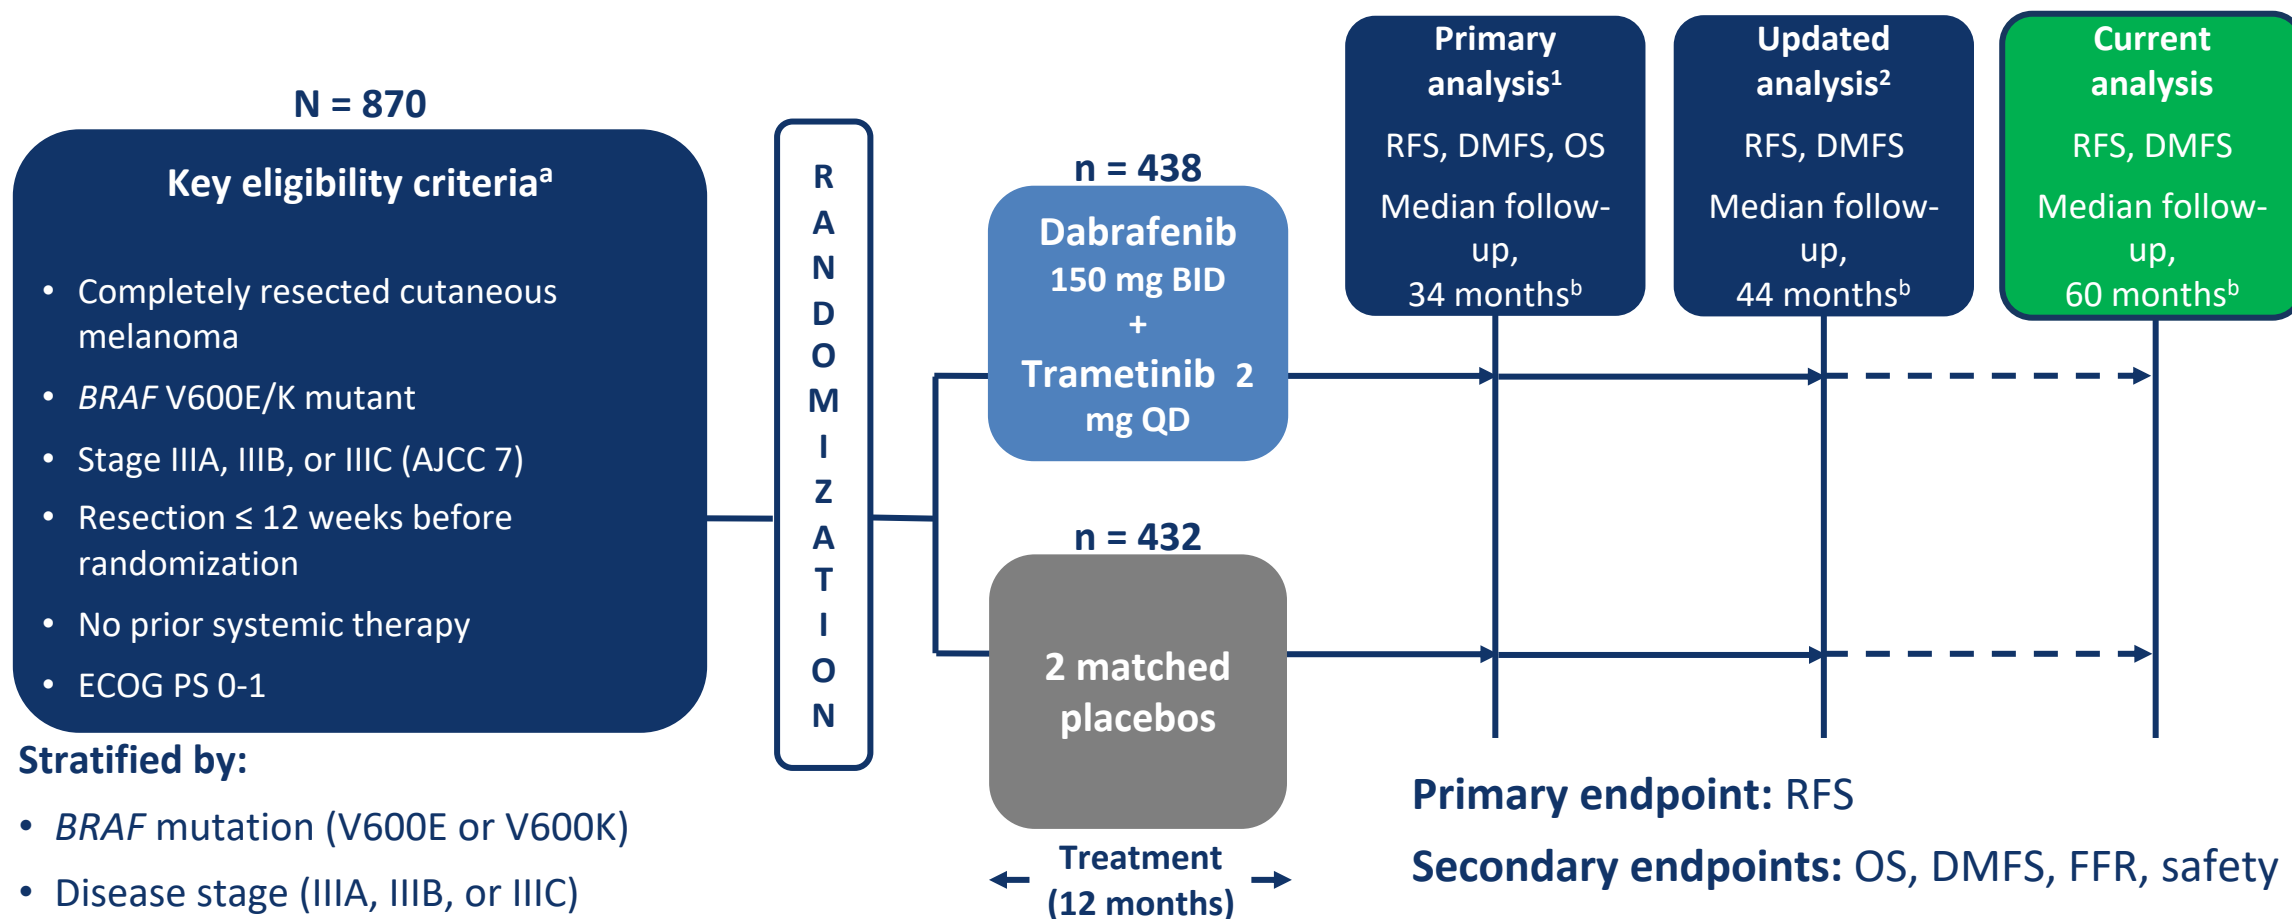 N = 870
Key eligibility criteriaᵃ
• Completely resected cutaneous
melanoma
• BRAF V600E/K mutant
• Stage IIIA, IIIB, or IIIC (AJCC 7)
• Resection ≤ 12 weeks before
randomization
• No prior systemic therapy
• ECOG PS 0-1
Stratified by:
• BRAF mutation (V600E or V600K)
• Disease stage (IIIA, IIIB, or IIIC)
R
A
N
D
O
M
I
Z
A
T
I
O
N
n = 438
Dabrafenib
150 mg BID
+
Trametinib 2
mg QD
n = 432
2 matched
placebos
Treatment
(12 months)
Primary
analysis¹
RFS, DMFS, OS
Median follow-
up,
34 monthsᵇ
Updated
analysis²
RFS, DMFS
Median follow-
up,
44 monthsᵇ
Current
analysis
RFS, DMFS
Median follow-
up,
60 monthsᵇ
Primary endpoint: RFS
Secondary endpoints: OS, DMFS, FFR, safety